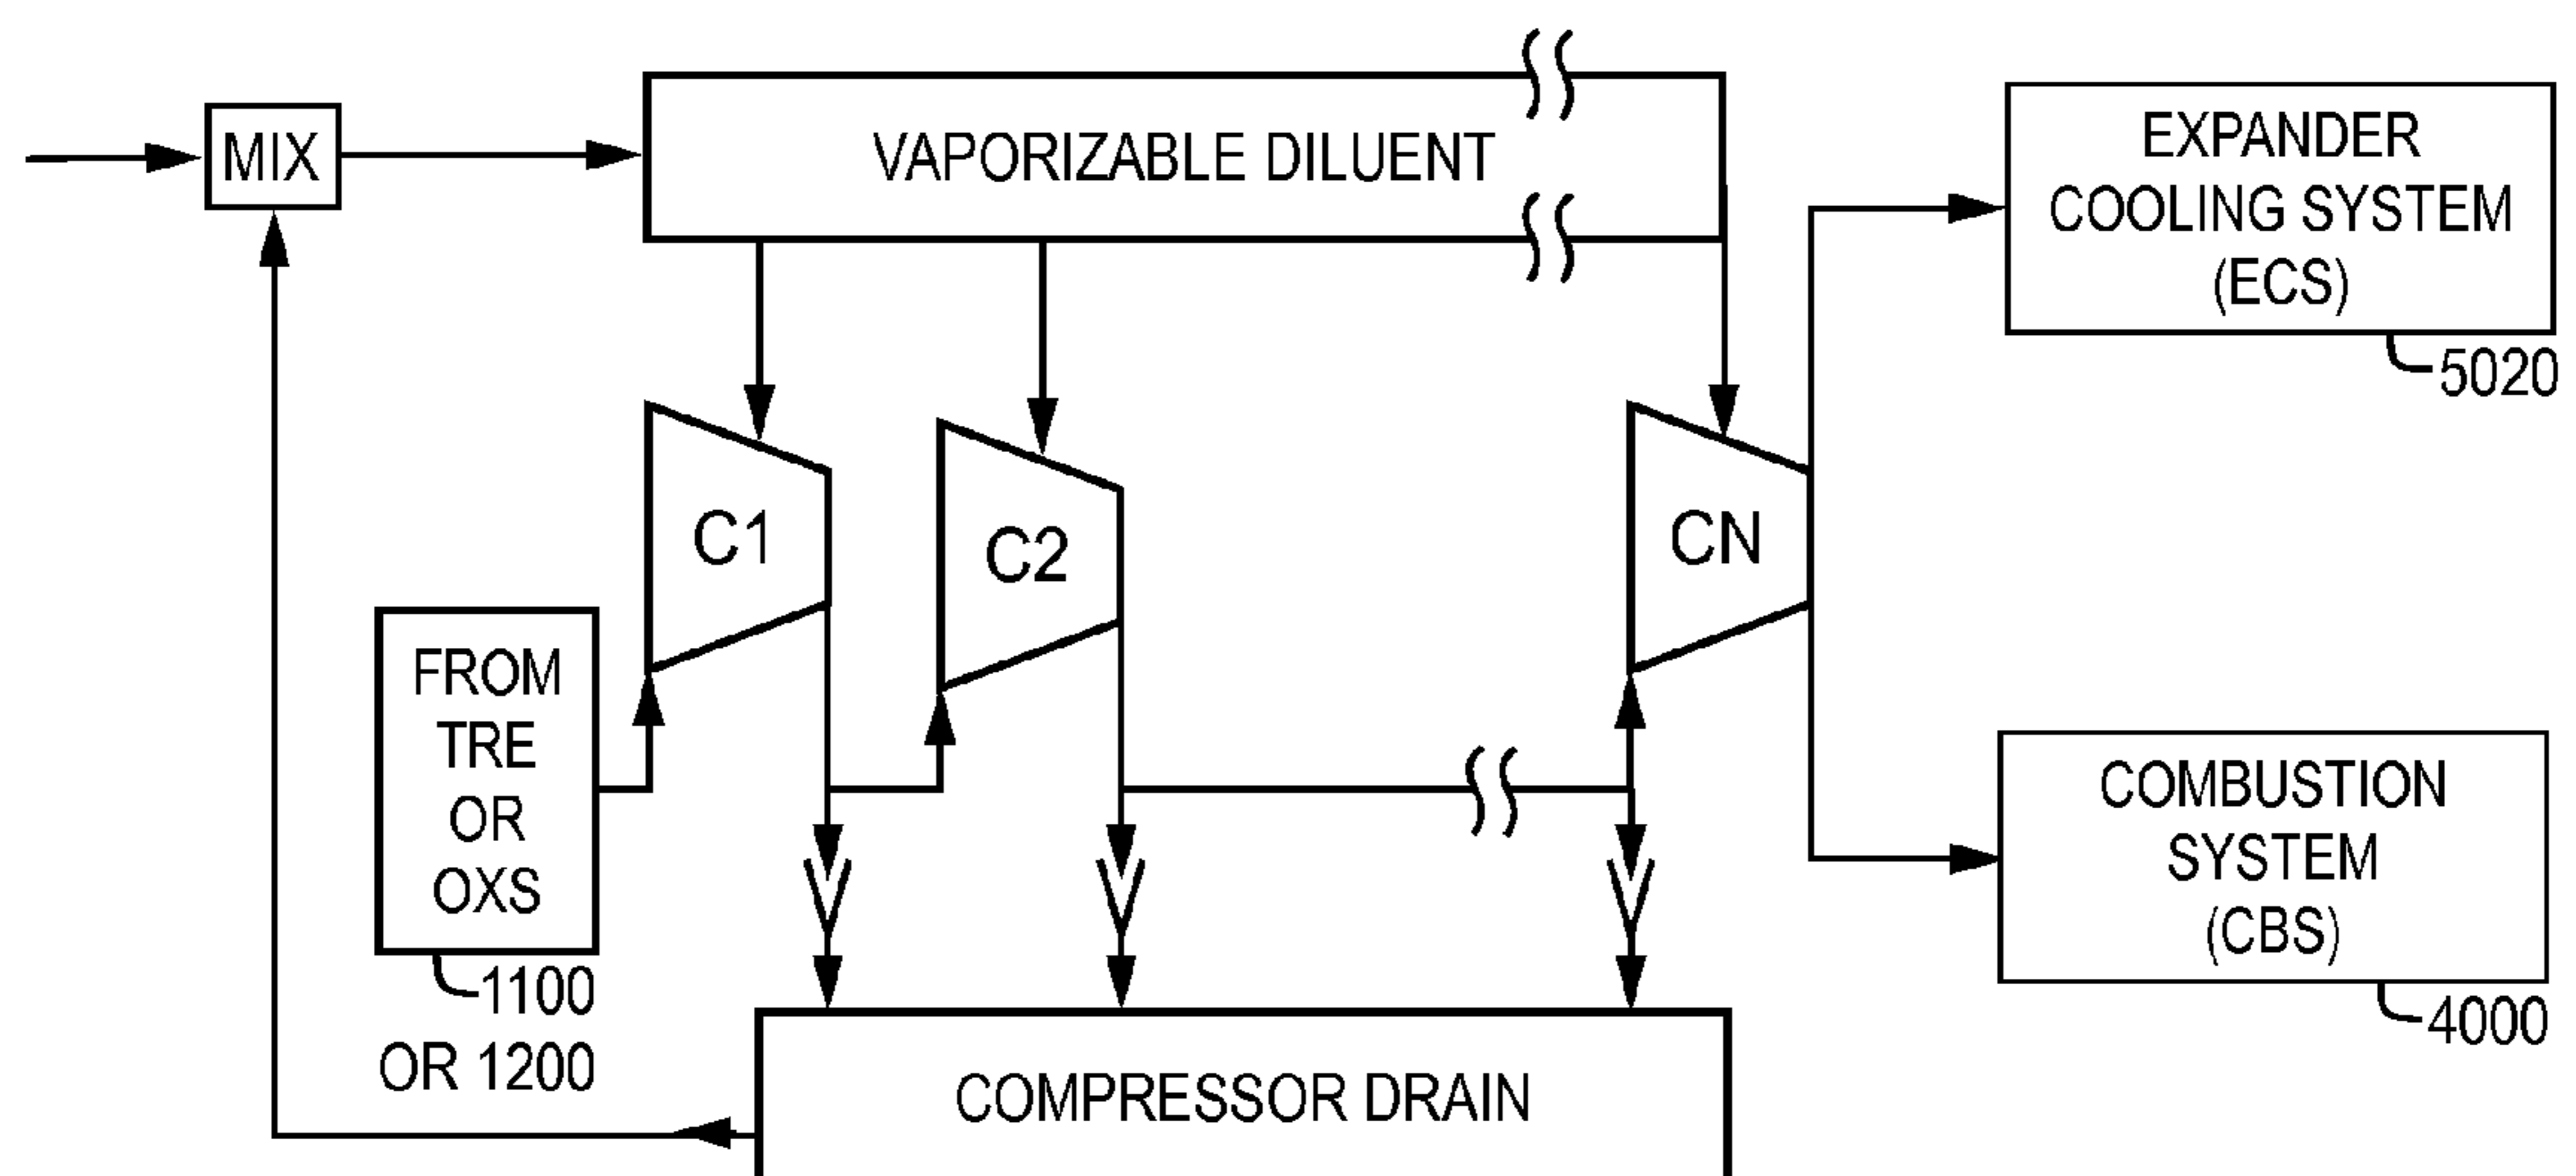 MIX
VAPORIZABLE DILUENT
EXPANDER
COOLING SYSTEM
(ECS)
5020
C1
C2
CN
FROM
TRE
OR
OXS
1100
OR 1200
COMBUSTION
SYSTEM
(CBS)
4000
COMPRESSOR DRAIN